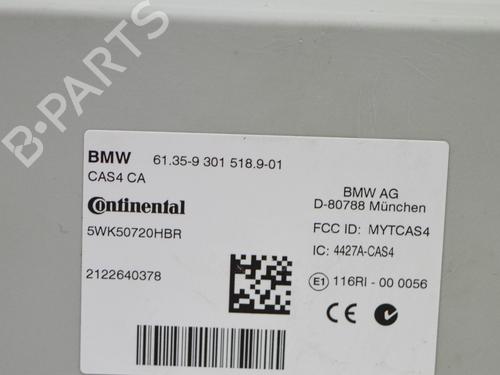 B-PARTS
BMW 61.35-9 301 518.9-01
CAS4 CA
BMW AG
D-80788 München
Continental
5WK50720HBR
FCC ID: MYTCAS4
IC: 4427A-CAS4
2122640378
E1 116RI - 00 0056
CE